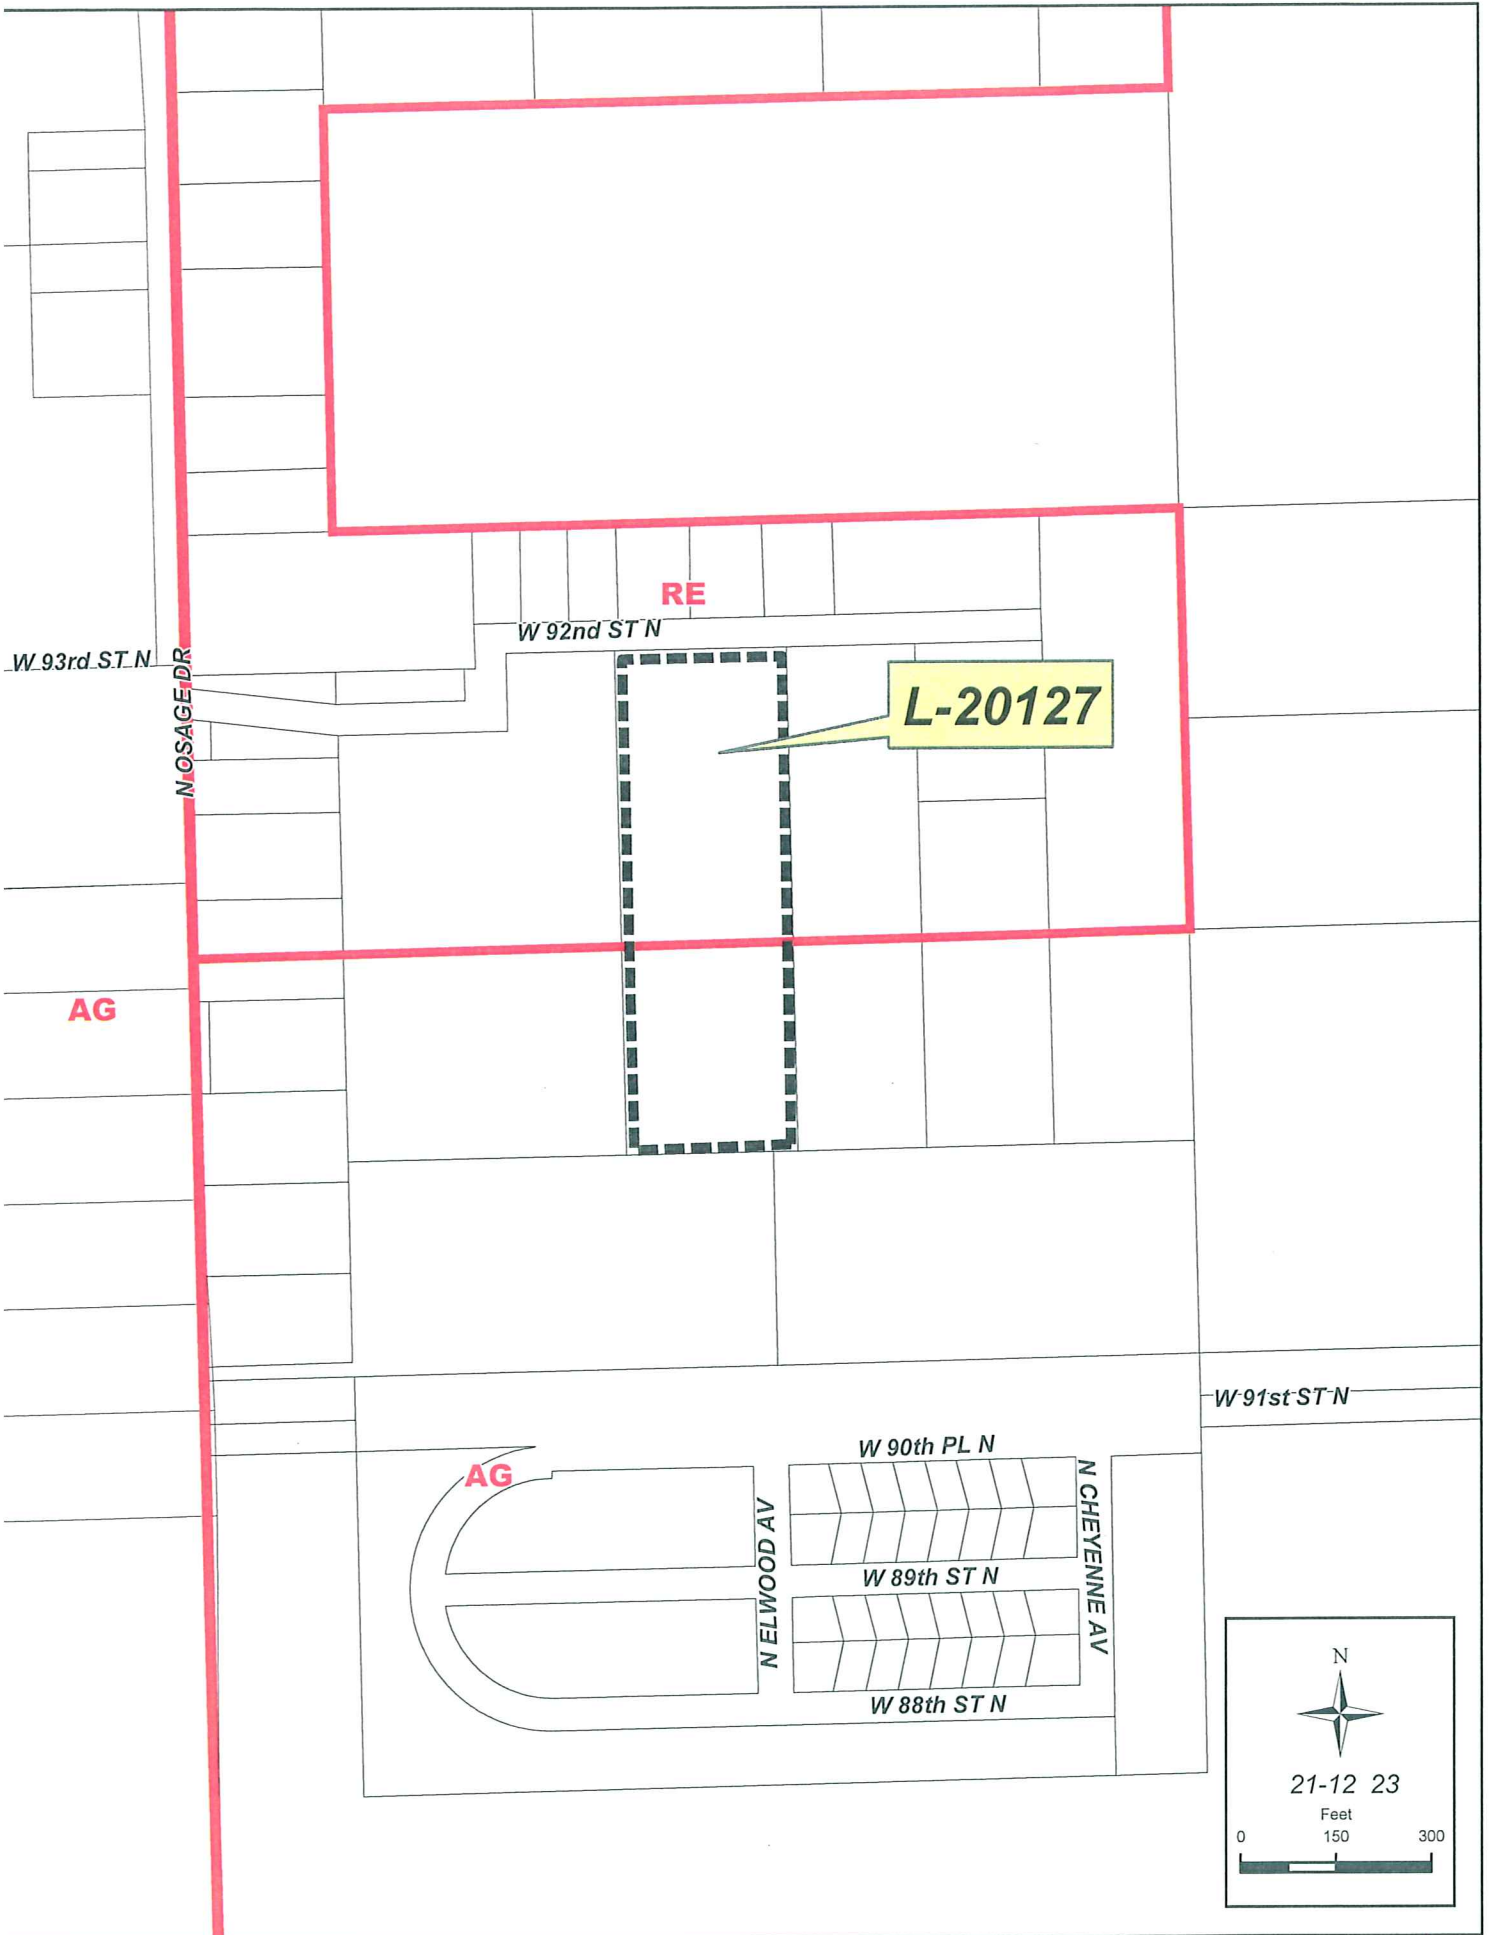 RE
W 92nd ST N
W 93rd ST N
N OSAGE DR
L-20127
AG
W 91st ST N
W 90th PL N
AG
N CHEYENNE AV
N ELWOOD AV
W 89th ST N
W 88th ST N
N
21-12 23
Feet
0 150 300